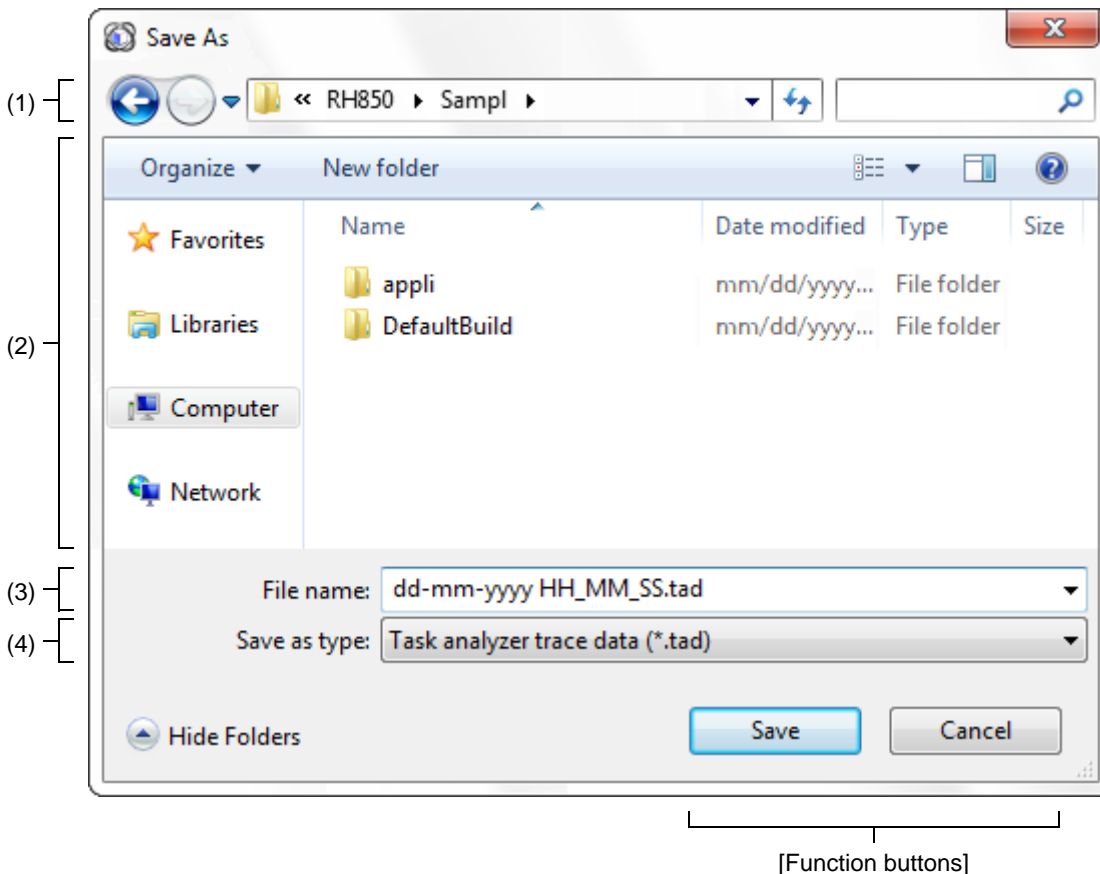 Save As
(1)
« RH850 ▸ Sampl ▸
Organize ▼ New folder
Name Date modified Type Size
Favorites
appli mm/dd/yyyy... File folder
(2)
Libraries
DefaultBuild mm/dd/yyyy... File folder
Computer
Network
(3)
File name: dd-mm-yyyy HH_MM_SS.tad
(4)
Save as type: Task analyzer trace data (*.tad)
Hide Folders
Save Cancel
[Function buttons]